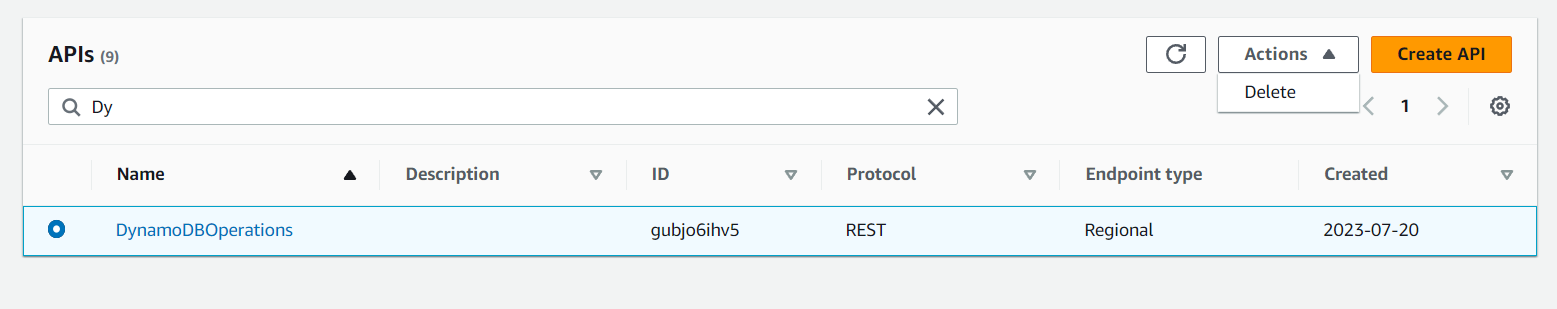 APIs (9)
Actions
Create API
Dy
Delete
1
Name Description ID Protocol Endpoint type Created
DynamoDBOperations gubjo6ihv5 REST Regional 2023-07-20